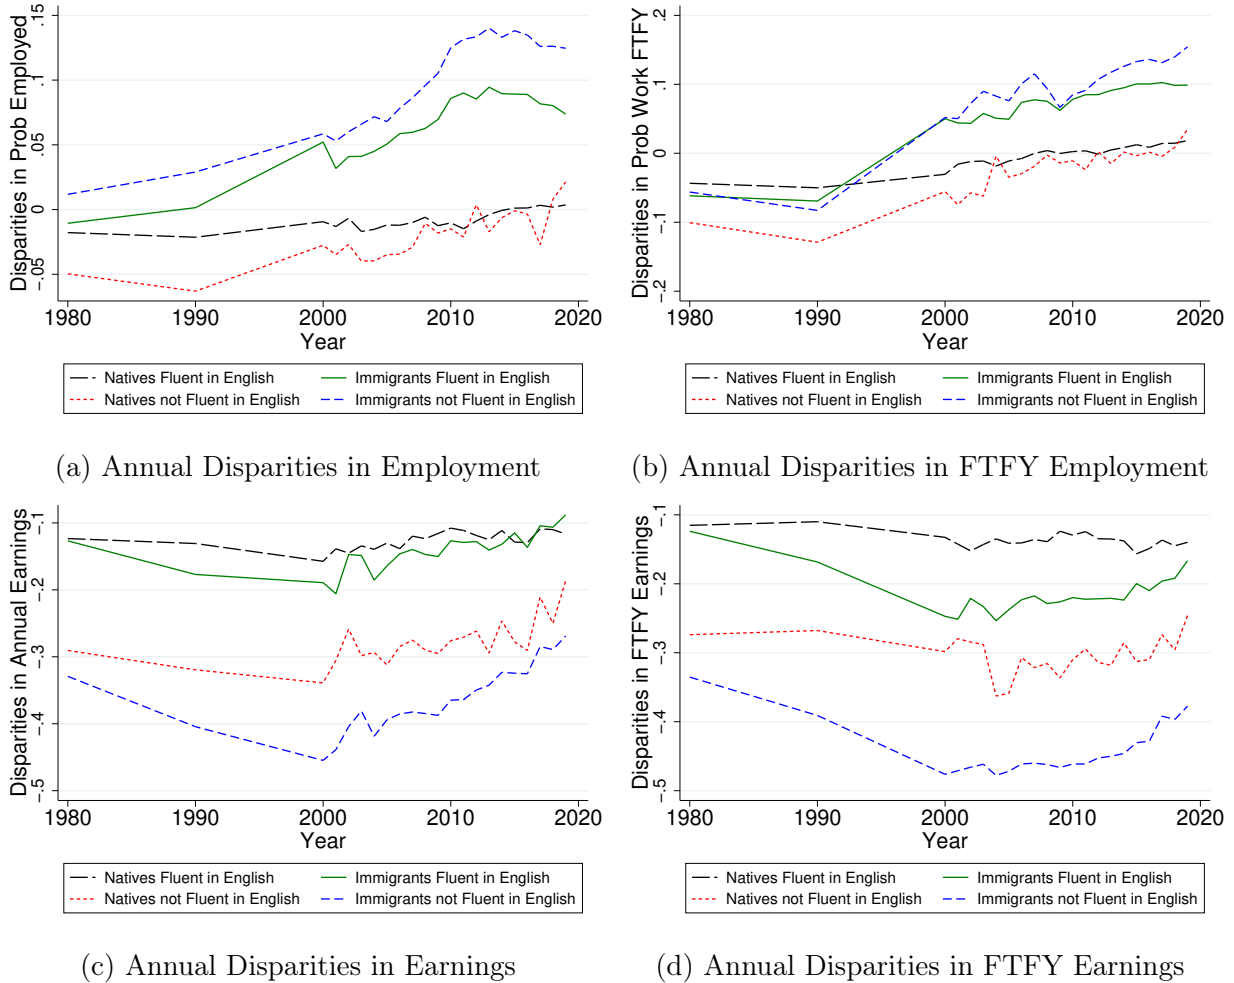 Disparities in Prob Employed
.15
.1
.05
0
-.05
1980 1990 2000 2010 2020
Year
Natives Fluent in English Immigrants Fluent in English
Natives not Fluent in English Immigrants not Fluent in English
(a) Annual Disparities in Employment
Disparities in Prob Work FTFY
.2
.1
0
-.1
-.2
1980 1990 2000 2010 2020
Year
Natives Fluent in English Immigrants Fluent in English
Natives not Fluent in English Immigrants not Fluent in English
(b) Annual Disparities in FTFY Employment
Disparities in Annual Earnings
-.1
-.2
-.3
-.4
-.5
1980 1990 2000 2010 2020
Year
Natives Fluent in English Immigrants Fluent in English
Natives not Fluent in English Immigrants not Fluent in English
(c) Annual Disparities in Earnings
Disparities in FTFY Earnings
-.1
-.2
-.3
-.4
-.5
1980 1990 2000 2010 2020
Year
Natives Fluent in English Immigrants Fluent in English
Natives not Fluent in English Immigrants not Fluent in English
(d) Annual Disparities in FTFY Earnings